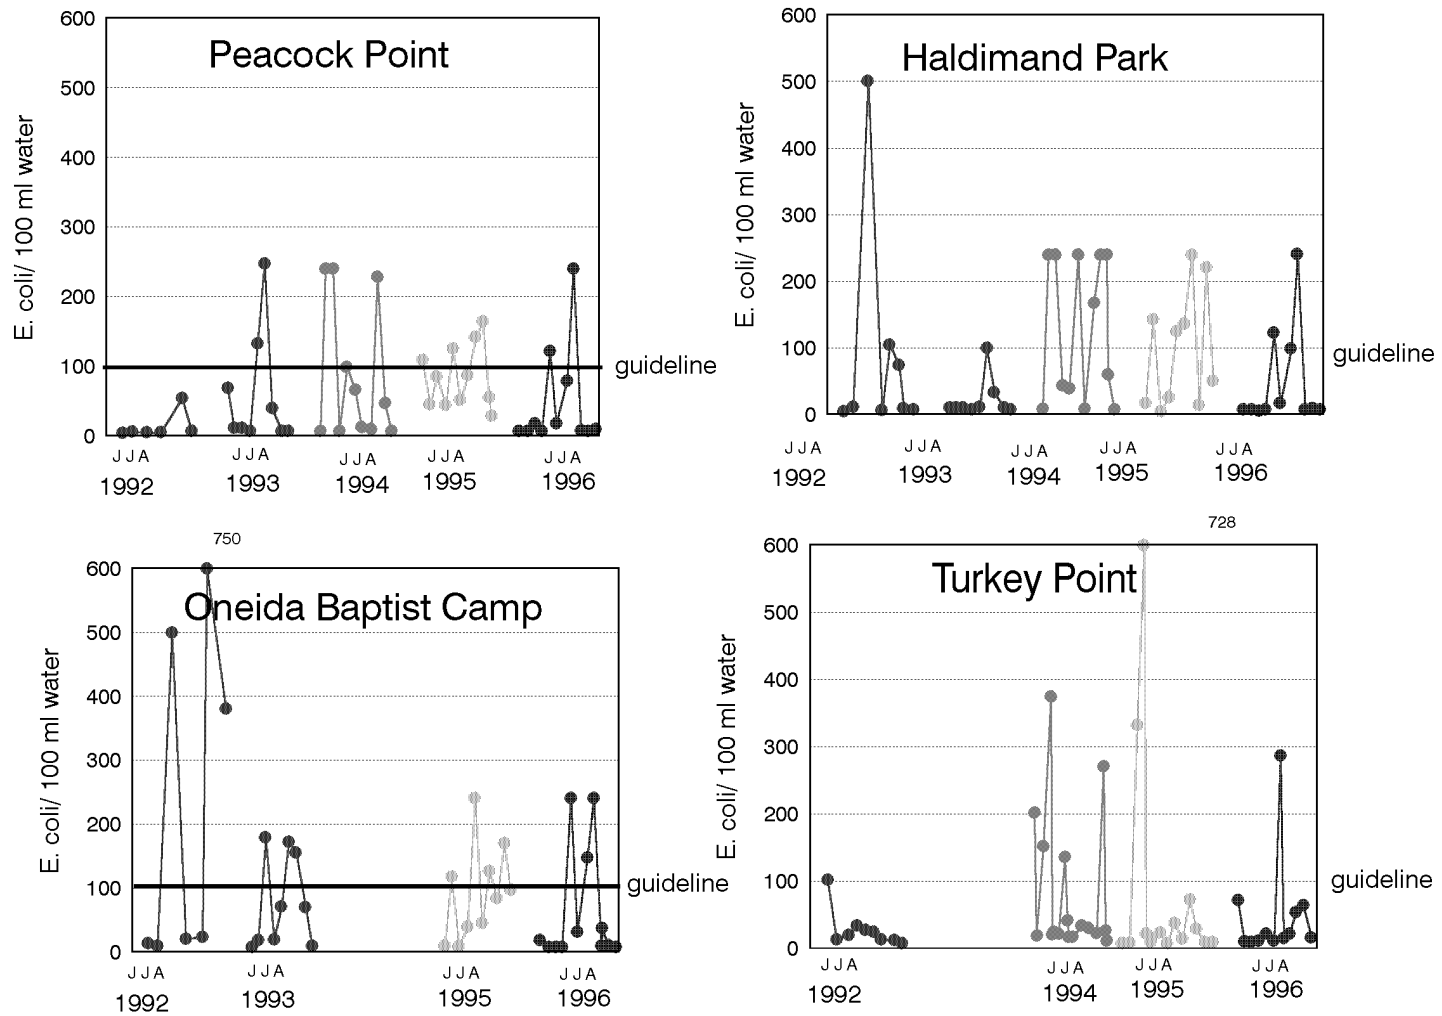 Peacock Point
E. coli/ 100 ml water
600
500
400
300
200
100
0
guideline
J J A J J A J J A J J A J J A
1992 1993 1994 1995 1996
Haldimand Park
E. coli/ 100 ml water
600
500
400
300
200
100
0
guideline
J J A J J A J J A J J A J J A
1992 1993 1994 1995 1996
750
Oneida Baptist Camp
E. coli/ 100 ml water
600
500
400
300
200
100
0
guideline
J J A J J A J J A J J A
1992 1993 1995 1996
728
Turkey Point
E. coli/ 100 ml water
600
500
400
300
200
100
0
guideline
J J A J J A J J A J J A
1992 1994 1995 1996